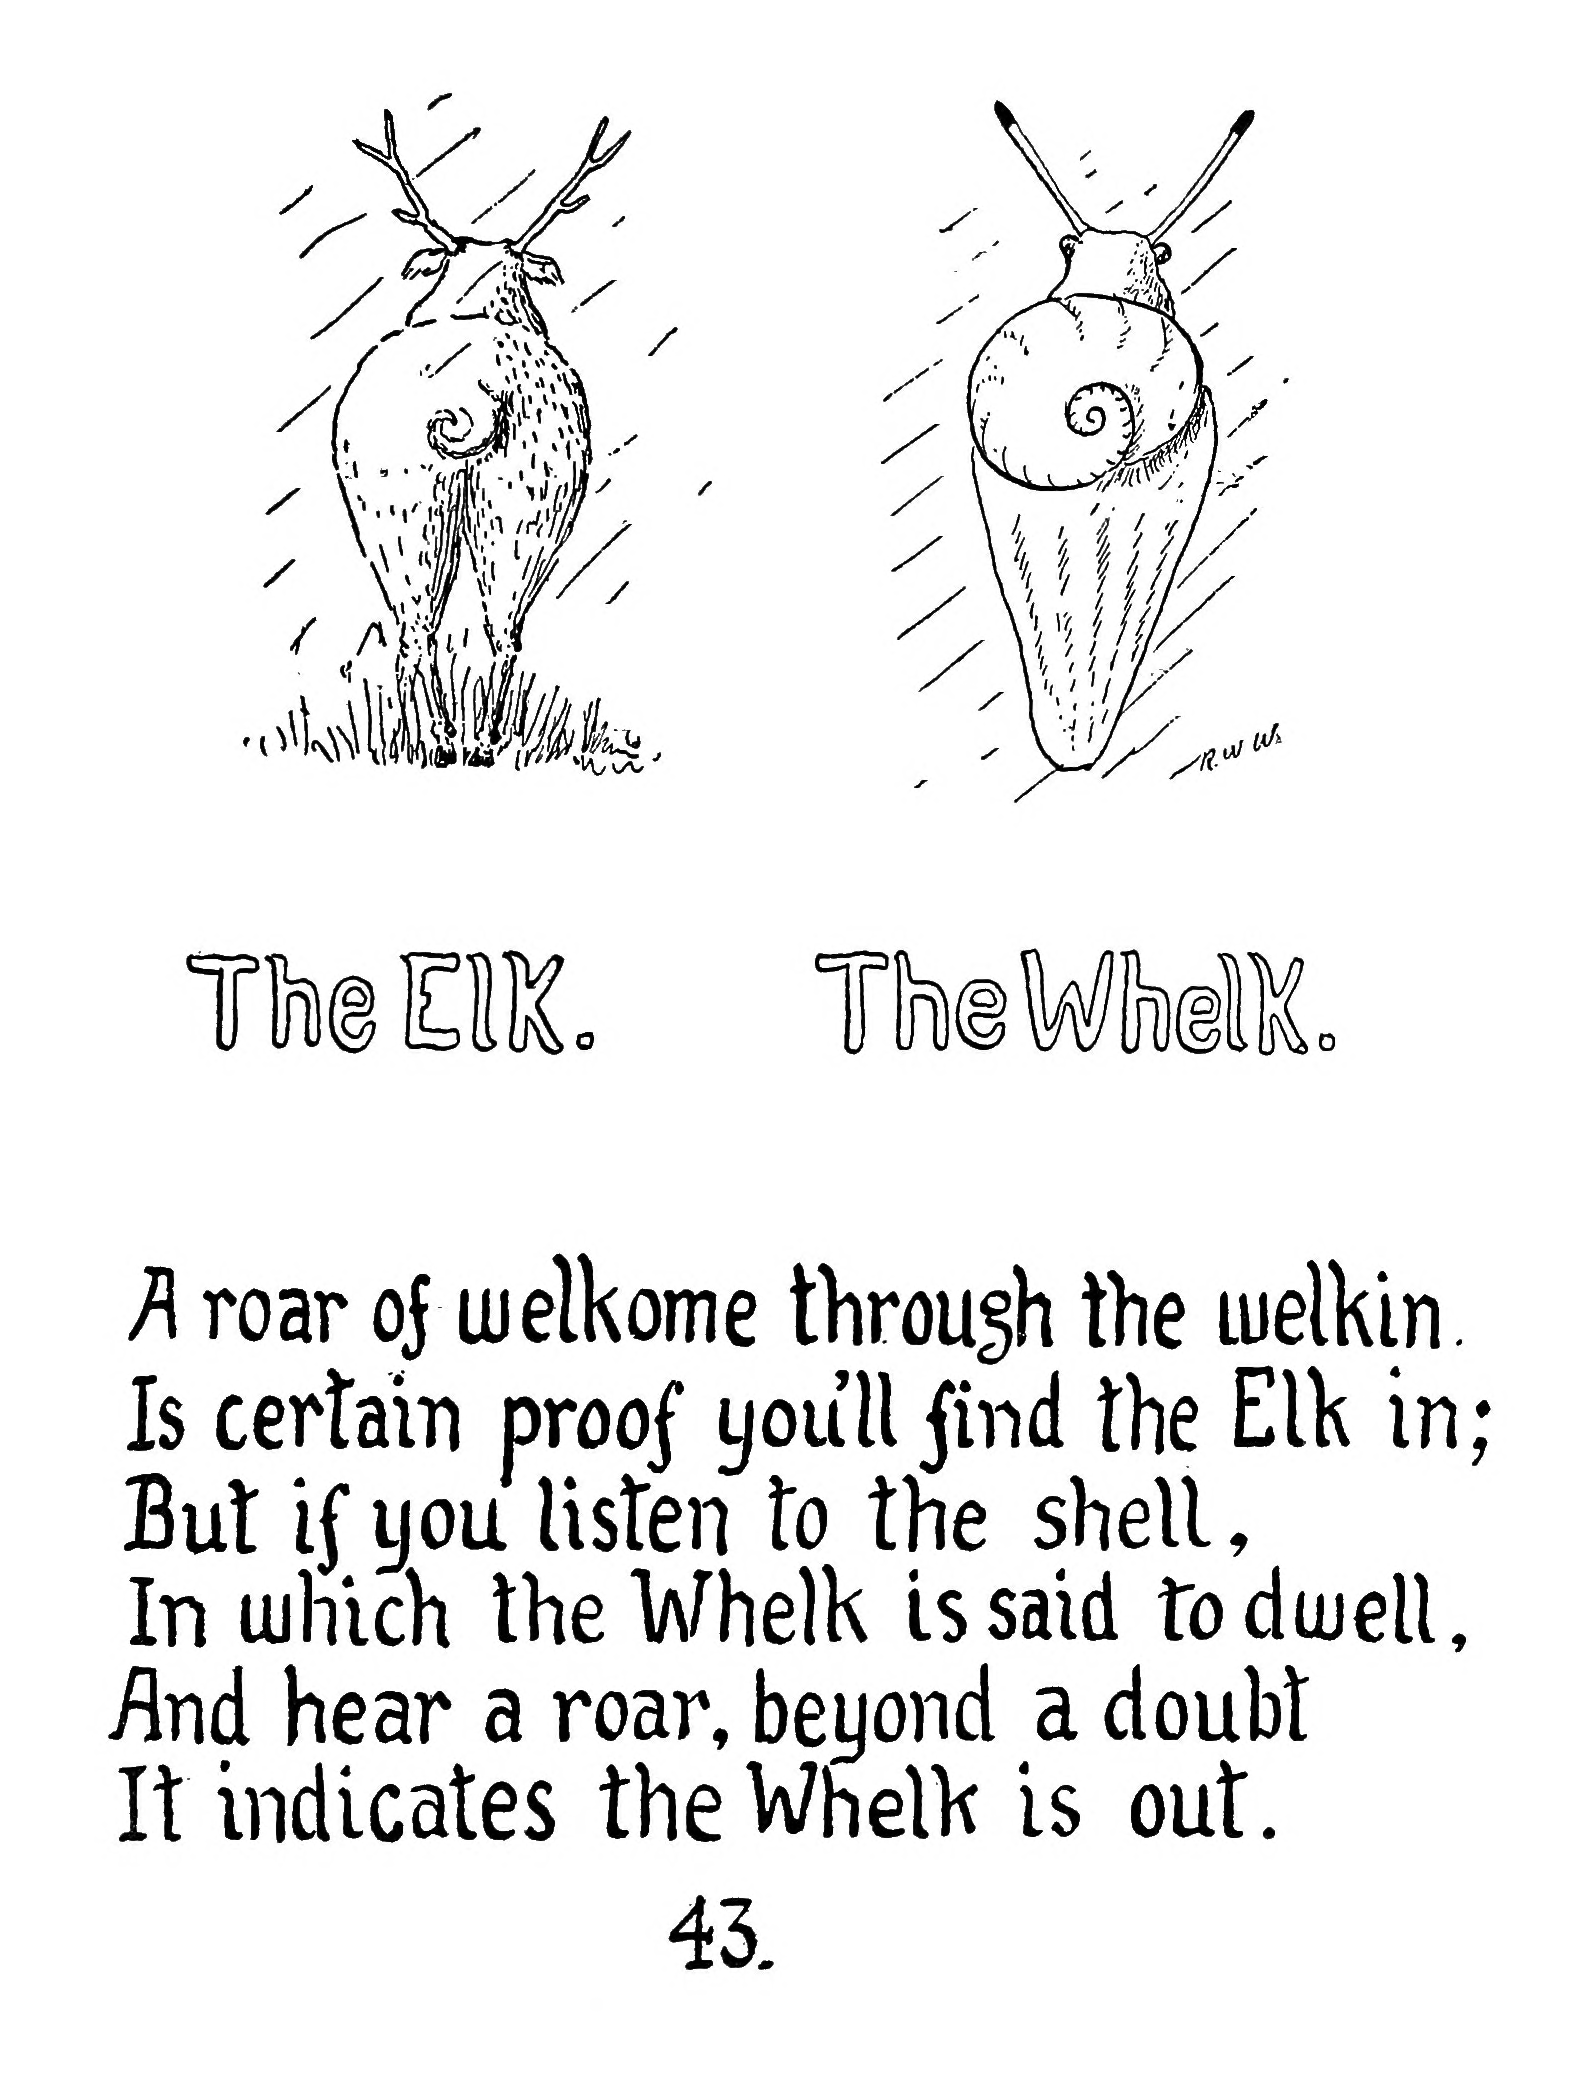 R. W W.
The Elk. The Whelk.
A roar of welkome through the welkin.
Is certain proof you'll find the Elk in;
But if you listen to the shell,
In which the Whelk is said to dwell,
And hear a roar, beyond a doubt
It indicates the Whelk is out.
43.